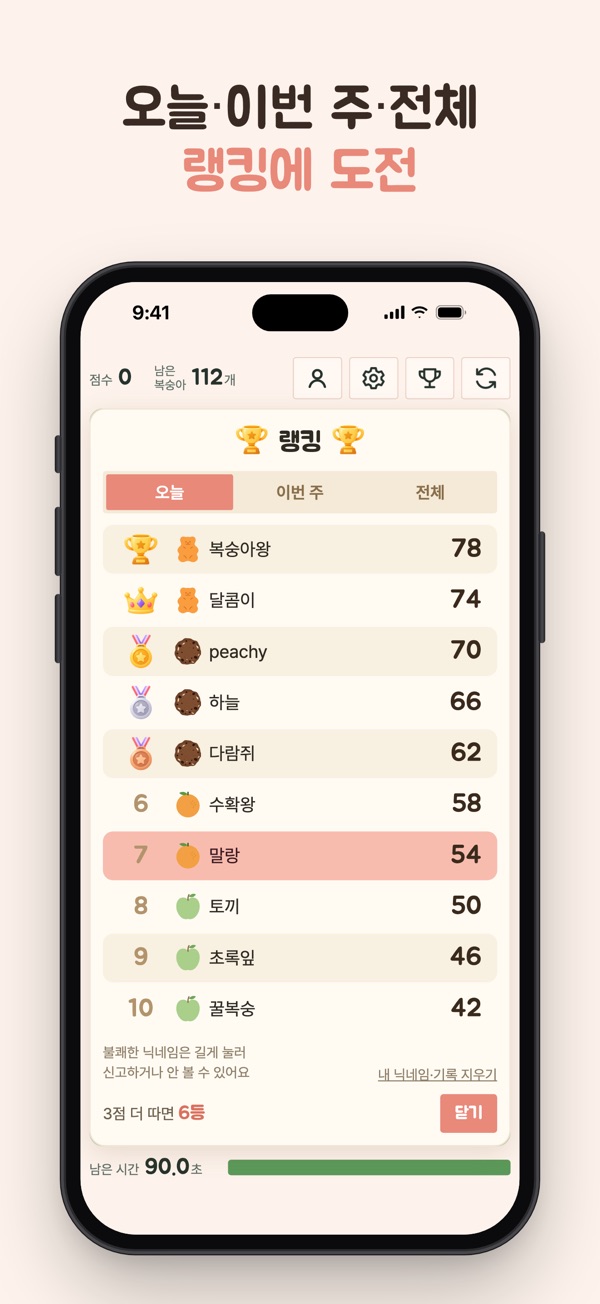 오늘·이번 주·전체
랭킹에 도전
9:41
점수 0 남은 복숭아 112개
랭킹
오늘 이번 주 전체
복숭아왕 78
달콤이 74
peachy 70
하늘 66
다람쥐 62
6 수확왕 58
7 말랑 54
8 토끼 50
9 초록잎 46
10 꿀복숭 42
불쾌한 닉네임은 길게 눌러
신고하거나 안 볼 수 있어요
내 닉네임·기록 지우기
3점 더 따면 6등
닫기
남은 시간 90.0초